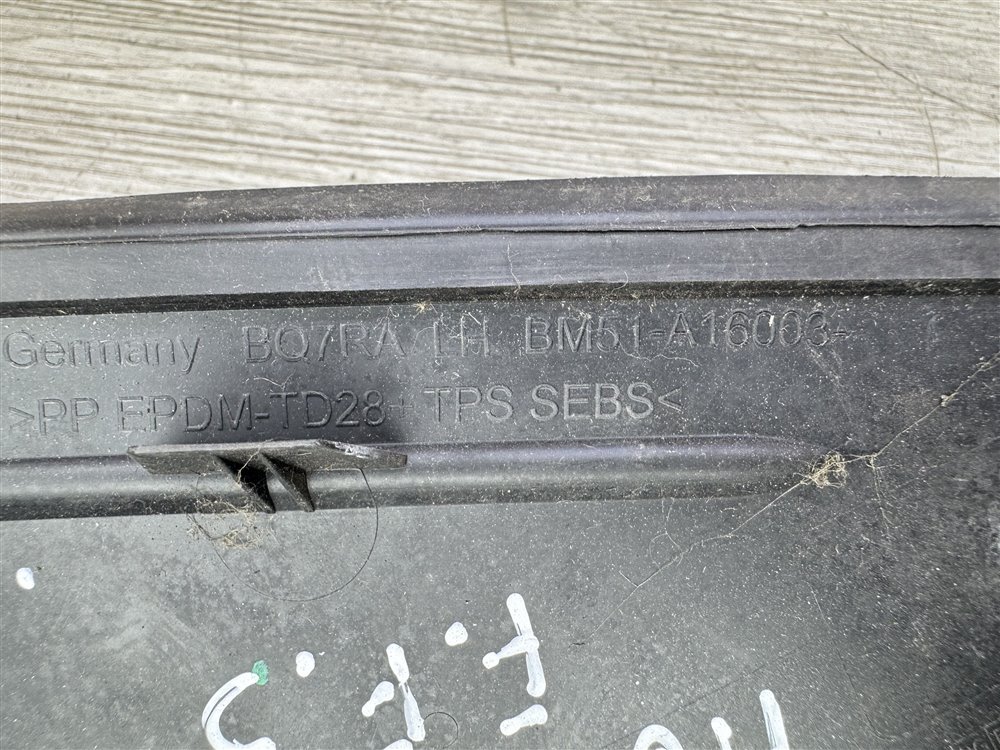 Germany BQ7RA LH BM51-A16003-
>PP EPDM-TD28+ TPS SEBS<